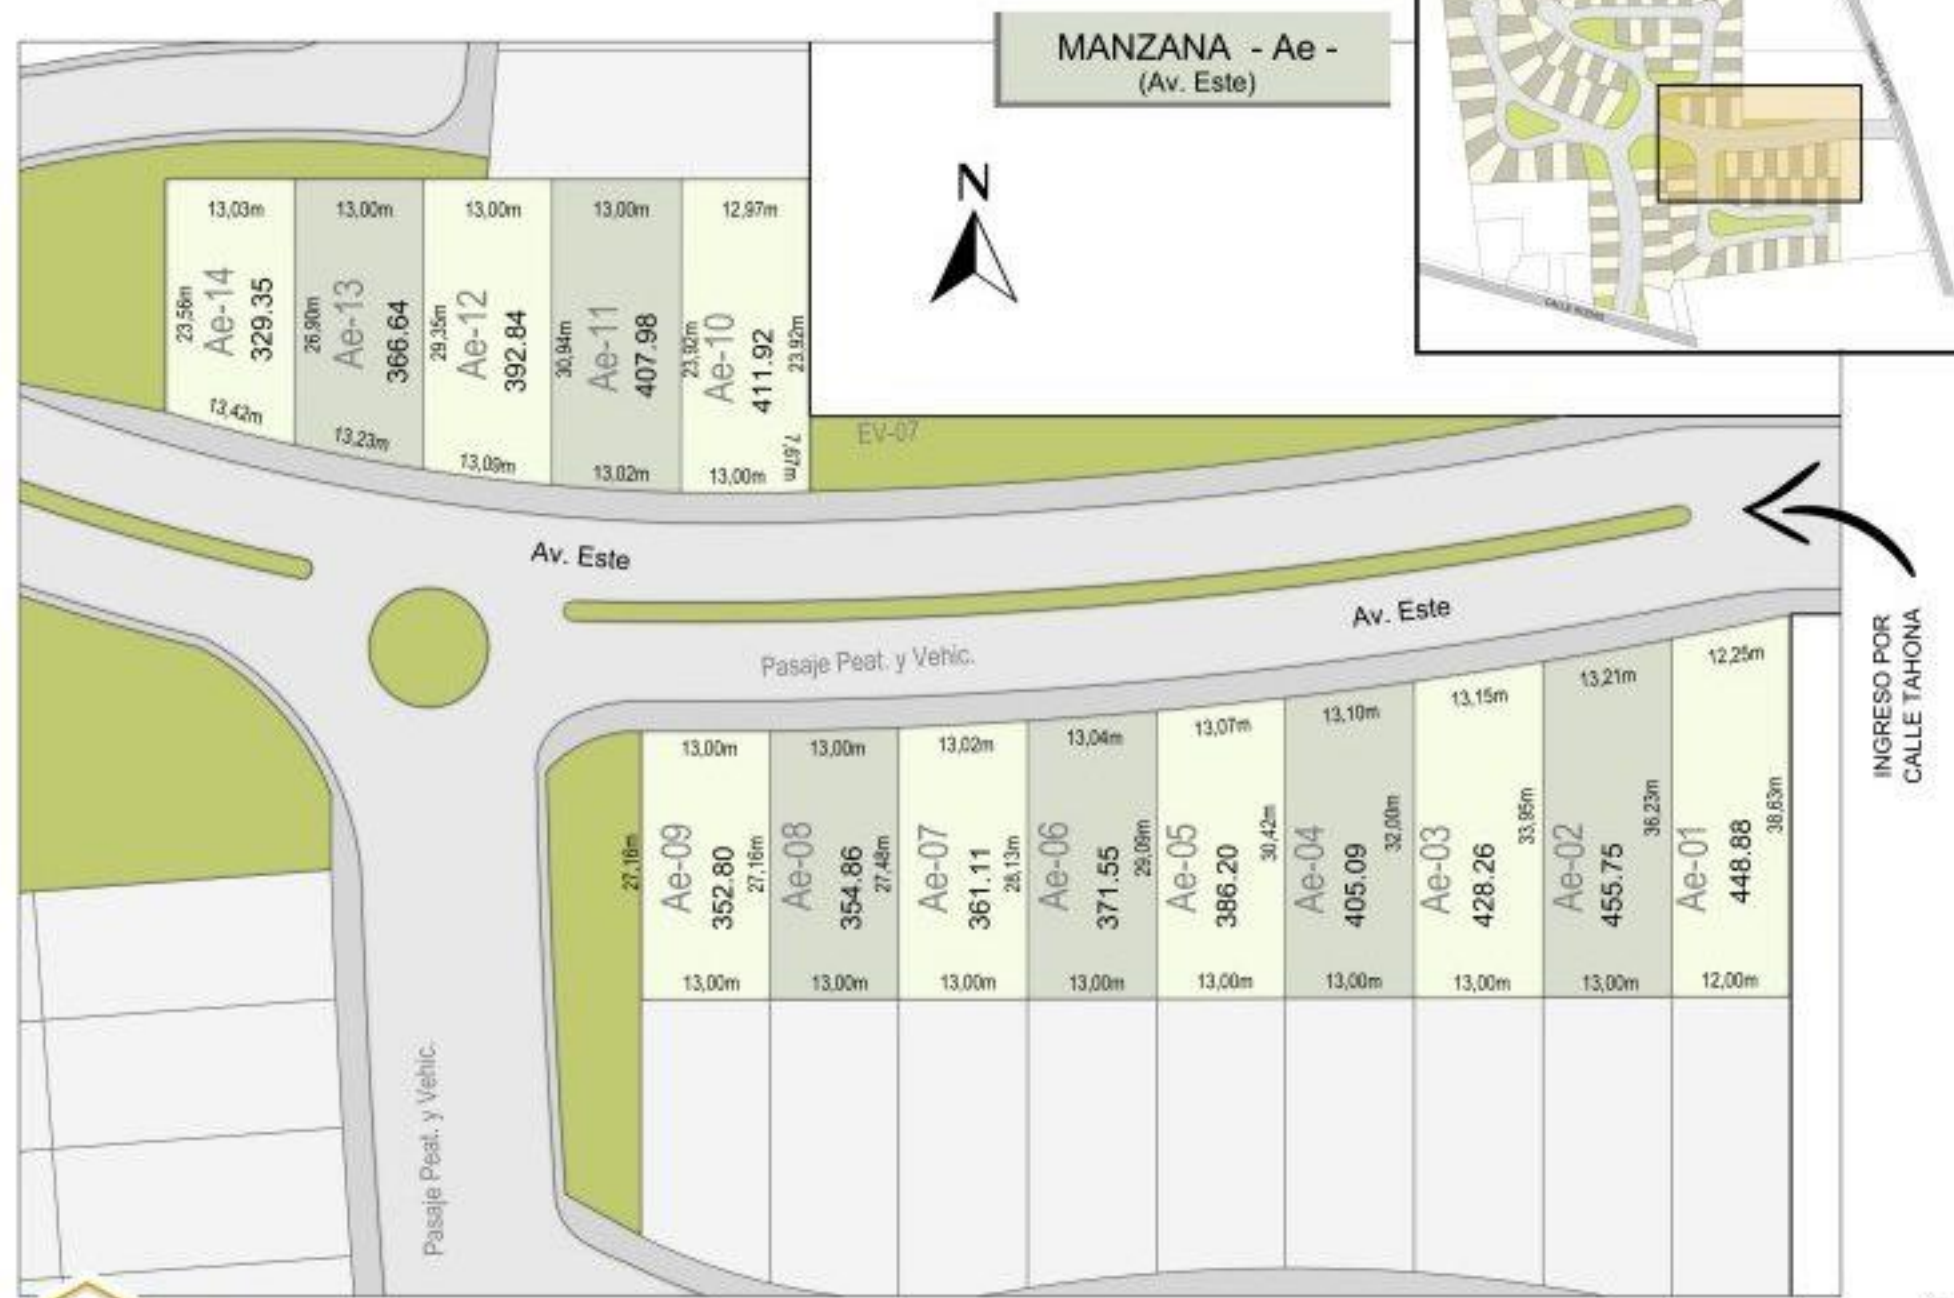 MANZANA - Ae -
(Av. Este)
N
13,03m
13,00m
13,00m
13,00m
12,97m
23,56m
Ae-14
329.35
26,90m
Ae-13
366.64
29,35m
Ae-12
392.84
30,94m
Ae-11
407.98
23,92m
Ae-10
411.92
23,92m
7,67m
13,42m
13,23m
13,09m
13,02m
13,00m
EV-07
Av. Este
Av. Este
Pasaje Peat. y Vehic.
INGRESO POR
CALLE TAHONA
13,00m
13,00m
13,02m
13,04m
13,07m
13,10m
13,15m
13,21m
12,25m
27,16m
Ae-09
352.80
27,16m
Ae-08
354.86
27,48m
Ae-07
361.11
28,13m
Ae-06
371.55
29,09m
Ae-05
386.20
30,42m
Ae-04
405.09
32,00m
Ae-03
428.26
33,95m
Ae-02
455.75
36,23m
Ae-01
448.88
38,63m
13,00m
13,00m
13,00m
13,00m
13,00m
13,00m
13,00m
13,00m
12,00m
Pasaje Peat. y Vehic.